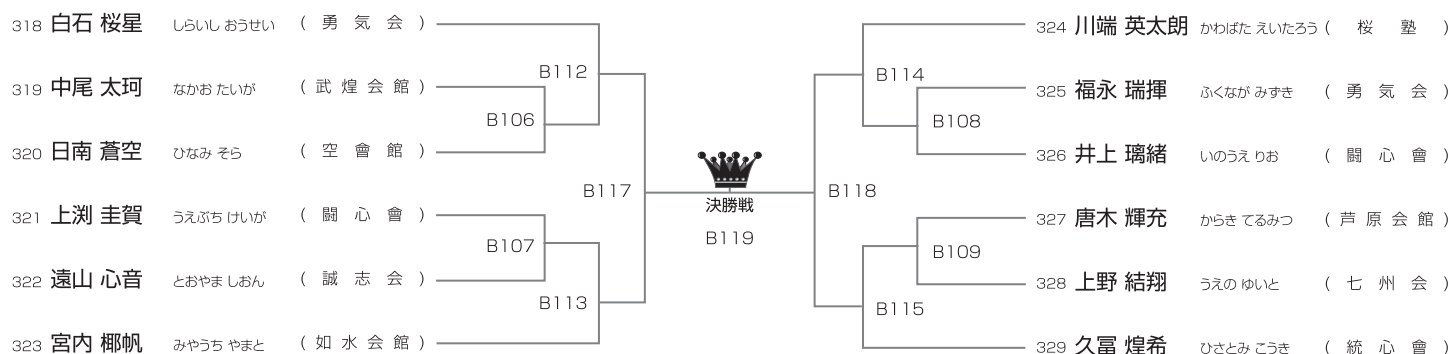 318 白石 桜星 しらいし おうせい ( 勇 気 会 )
319 中尾 太珂 なかお たいが ( 武 煌 会 館 )
320 日南 蒼空 ひなみ そら ( 空 會 館 )
321 上渕 圭賀 うえぶち けいが ( 闘 心 會 )
322 遠山 心音 とおやま しおん ( 誠 志 会 )
323 宮内 椰帆 みやうち やまと ( 如 水 会 館 )
B112
B106
B117
B107
B113
決勝戦
B119
B114
B108
B118
B109
B115
324 川端 英太朗 かわばた えいたろう ( 桜 塾 )
325 福永 瑞揮 ふくなが みずき ( 勇 気 会 )
326 井上 璃緒 いのうえ りお ( 闘 心 會 )
327 唐木 輝充 からき てるみつ ( 芦 原 会 館 )
328 上野 結翔 うえの ゆいと ( 七 州 会 )
329 久冨 煌希 ひさとみ こうき ( 統 心 會 )